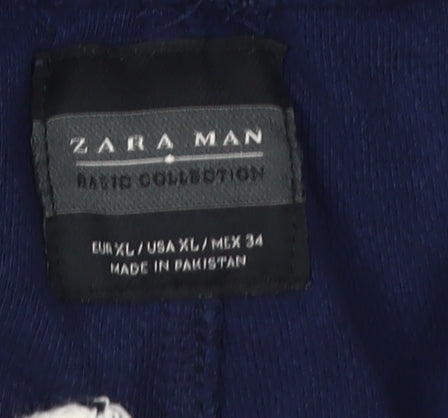 ZARA MAN
BASIC COLLECTION
EUR XL / USA XL / MEX 34
MADE IN PAKISTAN